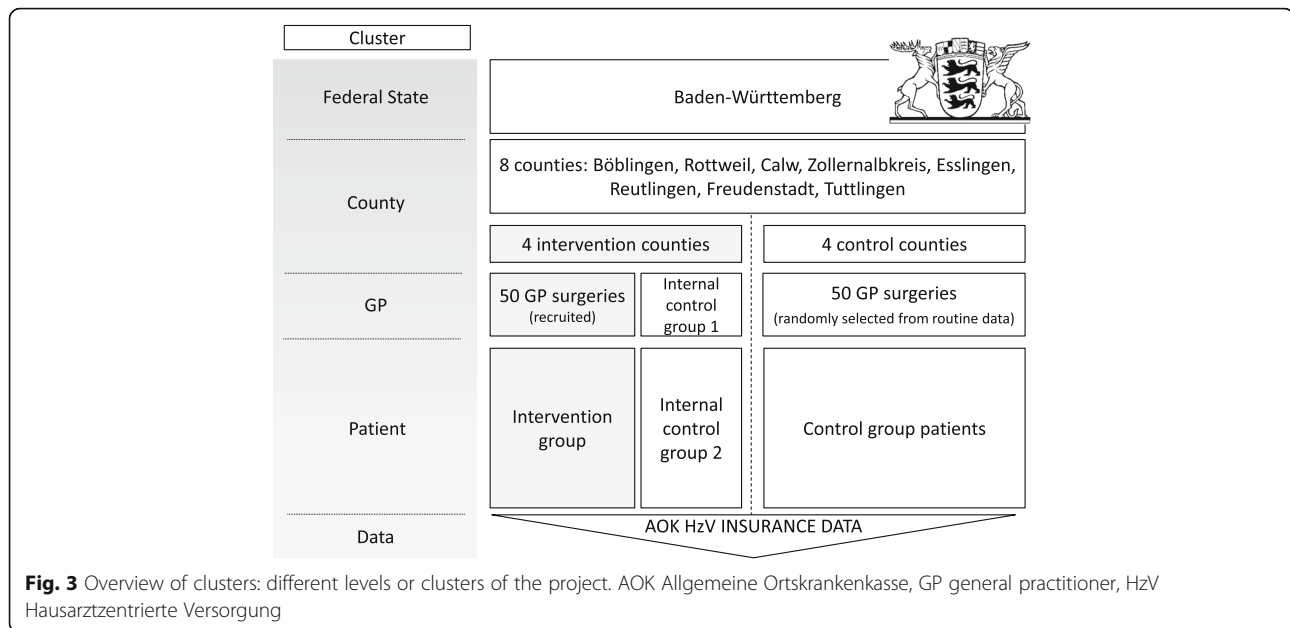 Cluster
Federal State
Baden-Württemberg
County
8 counties: Böblingen, Rottweil, Calw, Zollernalbkreis, Esslingen,
Reutlingen, Freudenstadt, Tuttlingen
4 intervention counties
4 control counties
GP
50 GP surgeries
(recruited)
Internal
control
group 1
50 GP surgeries
(randomly selected from routine data)
Patient
Intervention
group
Internal
control
group 2
Control group patients
Data
AOK HzV INSURANCE DATA
Fig. 3 Overview of clusters: different levels or clusters of the project. AOK Allgemeine Ortskrankenkasse, GP general practitioner, HzV
Hausarztzentrierte Versorgung